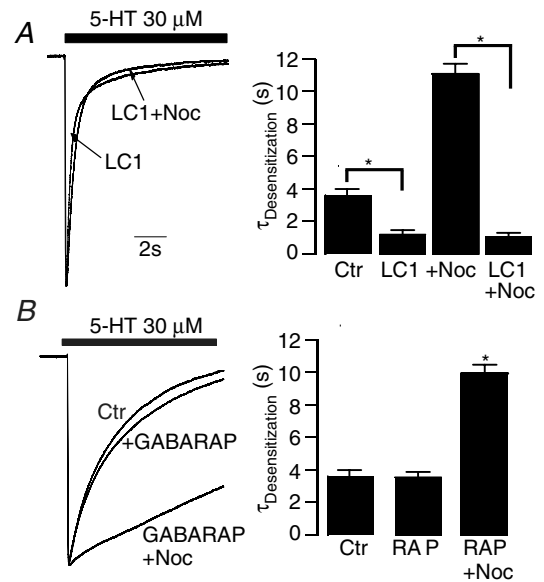 A
5-HT 30 µM
LC1+Noc
LC1
2s
τDesensitization (s)
12
10
8
6
4
2
0
*
*
Ctr
LC1
+Noc
LC1
+Noc
B
5-HT 30 µM
Ctr
+GABARAP
GABARAP
+Noc
τDesensitization (s)
12
10
8
6
4
2
0
*
Ctr
RAP
RAP
+Noc